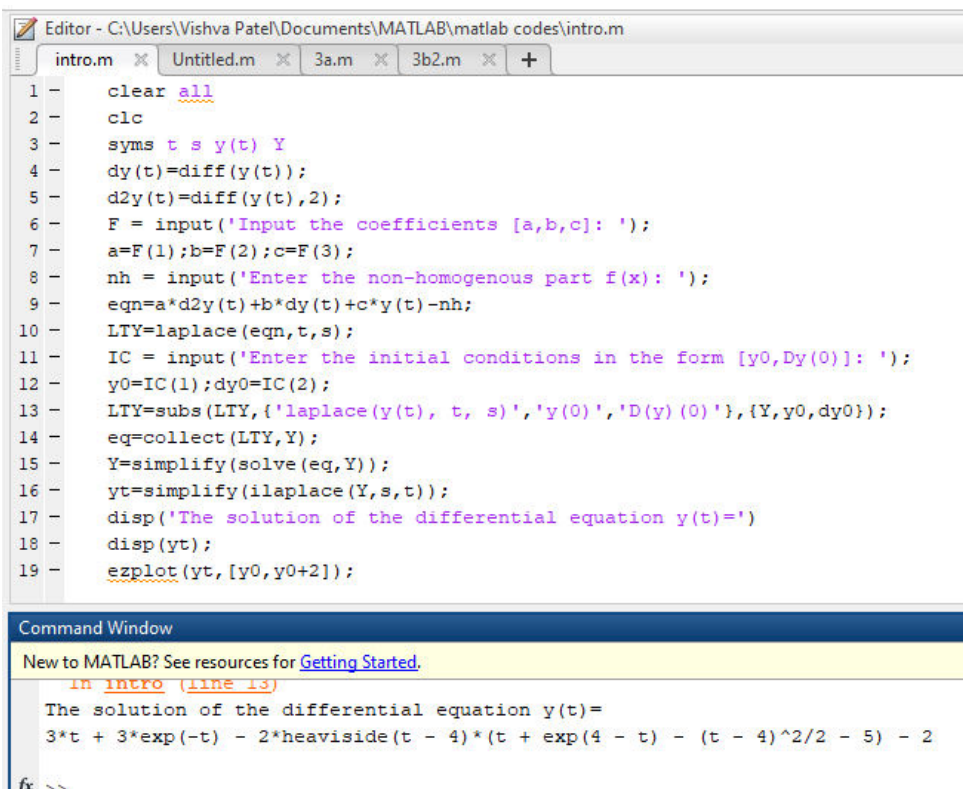 Editor - C:\Users\Vishva Patel\Documents\MATLAB\matlab codes\intro.m
intro.m × Untitled.m × 3a.m × 3b2.m × +
1 - clear all
2 - clc
3 - syms t s y(t) Y
4 - dy(t)=diff(y(t));
5 - d2y(t)=diff(y(t),2);
6 - F = input('Input the coefficients [a,b,c]: ');
7 - a=F(1);b=F(2);c=F(3);
8 - nh = input('Enter the non-homogenous part f(x): ');
9 - eqn=a*d2y(t)+b*dy(t)+c*y(t)-nh;
10 - LTY=laplace(eqn,t,s);
11 - IC = input('Enter the initial conditions in the form [y0,Dy(0)]: ');
12 - y0=IC(1);dy0=IC(2);
13 - LTY=subs(LTY,{'laplace(y(t), t, s)','y(0)','D(y)(0)'},{Y,y0,dy0});
14 - eq=collect(LTY,Y);
15 - Y=simplify(solve(eq,Y));
16 - yt=simplify(ilaplace(Y,s,t));
17 - disp('The solution of the differential equation y(t)=')
18 - disp(yt);
19 - ezplot(yt,[y0,y0+2]);
Command Window
New to MATLAB? See resources for Getting Started.
In intro (line 13)
The solution of the differential equation y(t)=
3*t + 3*exp(-t) - 2*heaviside(t - 4)*(t + exp(4 - t) - (t - 4)^2/2 - 5) - 2
fx >>